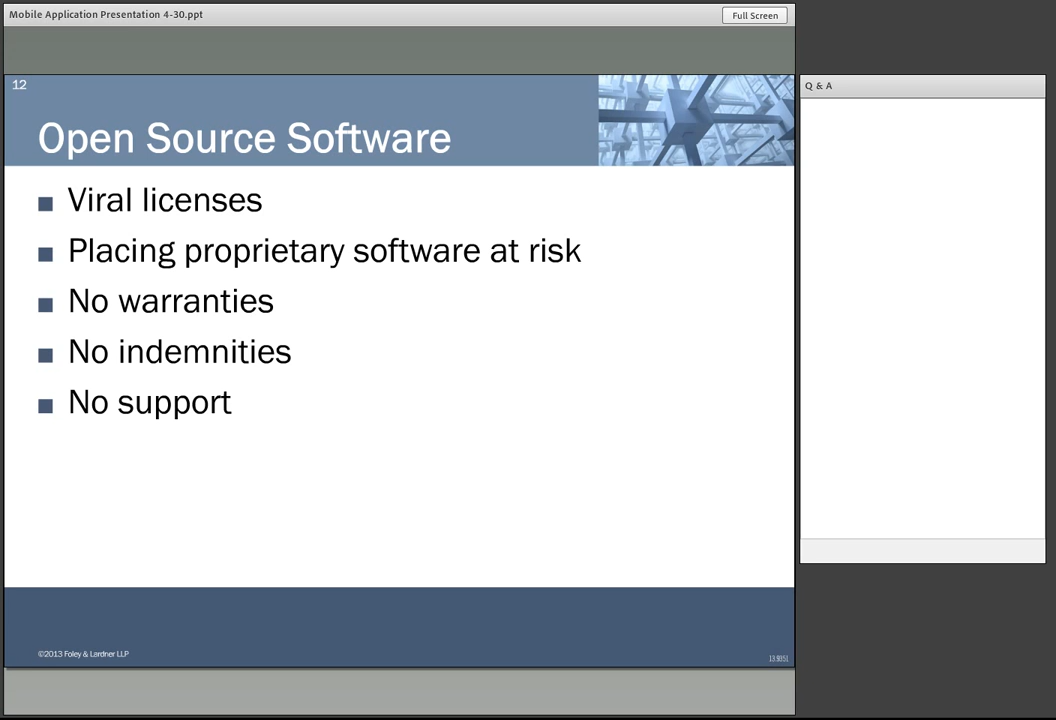 Mobile Application Presentation 4-30.ppt
Full Screen
12
Open Source Software
Viral licenses
Placing proprietary software at risk
No warranties
No indemnities
No support
©2013 Foley & Lardner LLP
Q & A